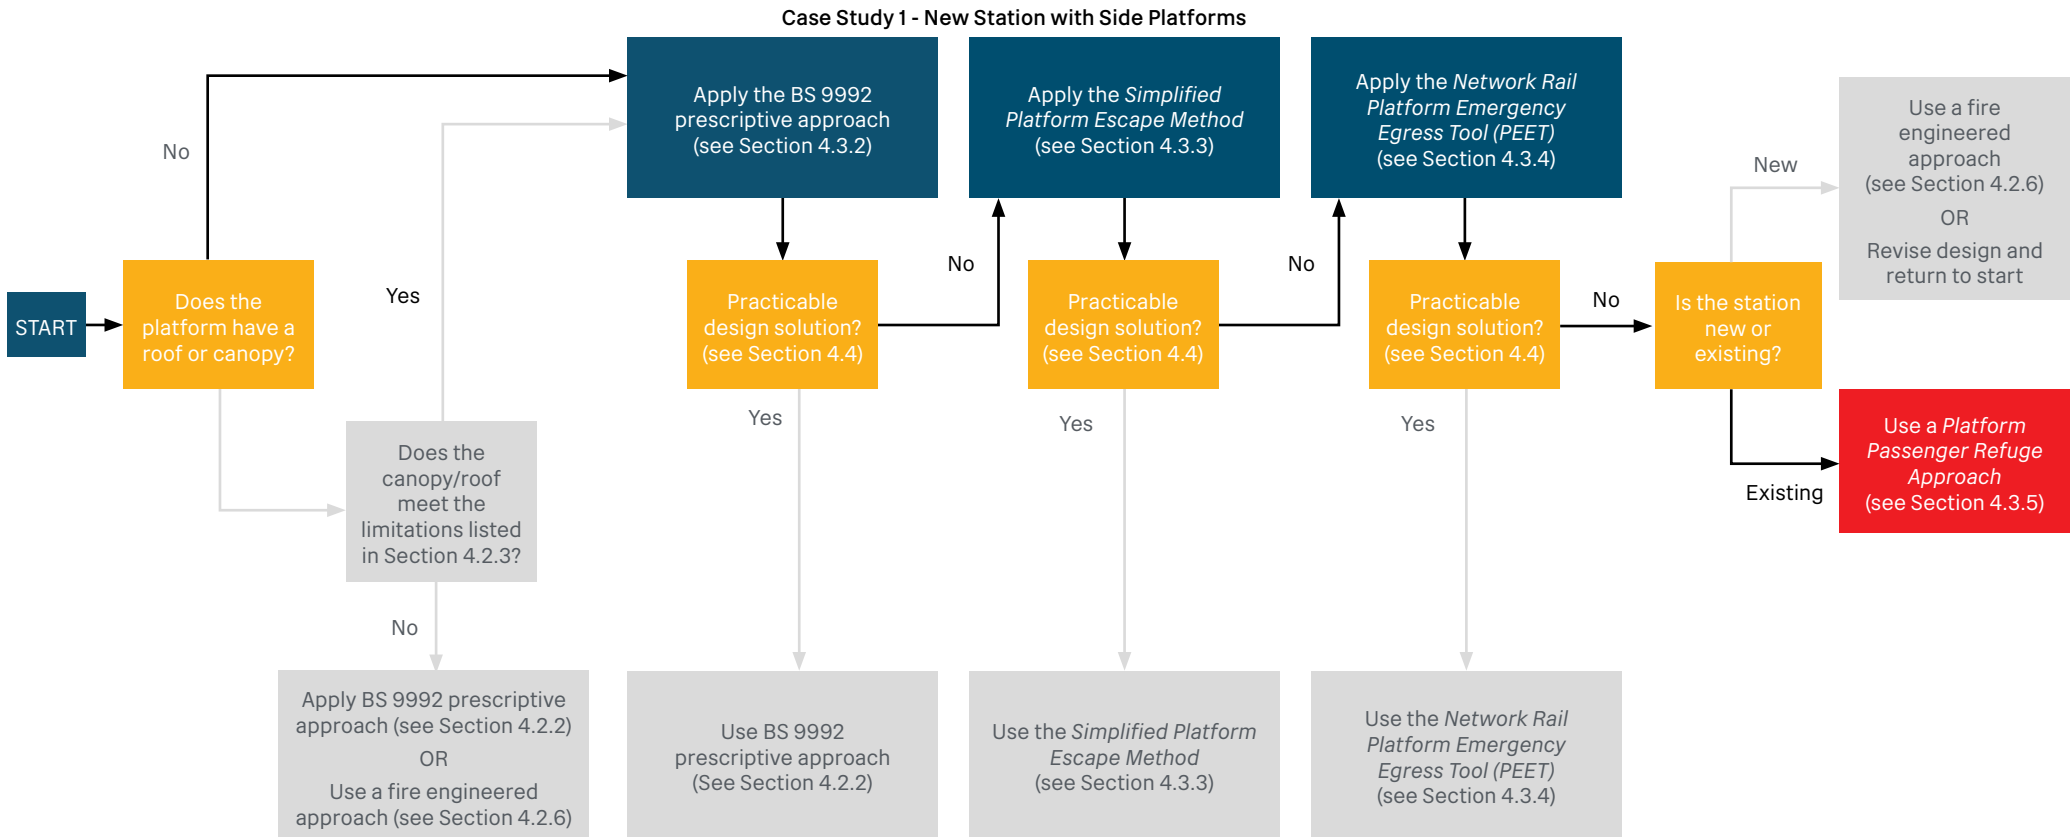 Case Study 1 - New Station with Side Platforms
START
Does the
platform have a
roof or canopy?
No
Yes
Does the
canopy/roof
meet the
limitations listed
in Section 4.2.3?
No
Apply BS 9992 prescriptive
approach (see Section 4.2.2)
OR
Use a fire engineered
approach (see Section 4.2.6)
Apply the BS 9992
prescriptive approach
(see Section 4.3.2)
Practicable
design solution?
(see Section 4.4)
No
Yes
Use BS 9992
prescriptive approach
(See Section 4.2.2)
Apply the Simplified
Platform Escape Method
(see Section 4.3.3)
Practicable
design solution?
(see Section 4.4)
No
Yes
Use the Simplified Platform
Escape Method
(see Section 4.3.3)
Apply the Network Rail
Platform Emergency
Egress Tool (PEET)
(see Section 4.3.4)
Practicable
design solution?
(see Section 4.4)
No
Yes
Use the Network Rail
Platform Emergency
Egress Tool (PEET)
(see Section 4.3.4)
Is the station
new or
existing?
New
Use a fire
engineered
approach
(see Section 4.2.6)
OR
Revise design and
return to start
Existing
Use a Platform
Passenger Refuge
Approach
(see Section 4.3.5)